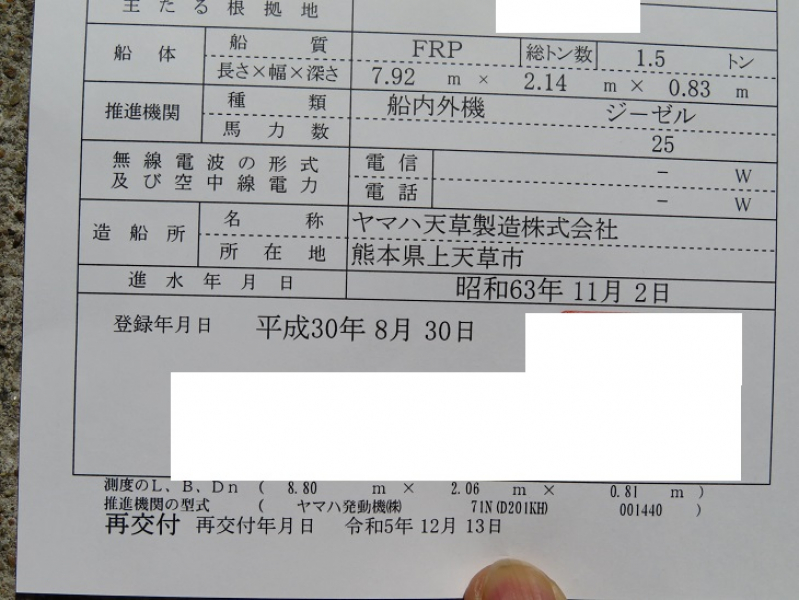 主たる根拠地
船体 船質 FRP 総トン数 1.5 トン
長さ×幅×深さ 7.92 m × 2.14 m × 0.83 m
推進機関 種類 船内外機 ジーゼル
馬力数 25
無線電波の形式及び空中線電力 電信 - W
電話 - W
造船所 名称 ヤマハ天草製造株式会社
所在地 熊本県上天草市
進水年月日 昭和63年 11月 2日
登録年月日 平成30年 8月 30日
測度のL、B、Dn ( 8.80 m × 2.06 m × 0.81 m )
推進機関の型式 ( ヤマハ発動機㈱ 71N(D201KH) 001440 )
再交付 再交付年月日 令和5年 12月 13日